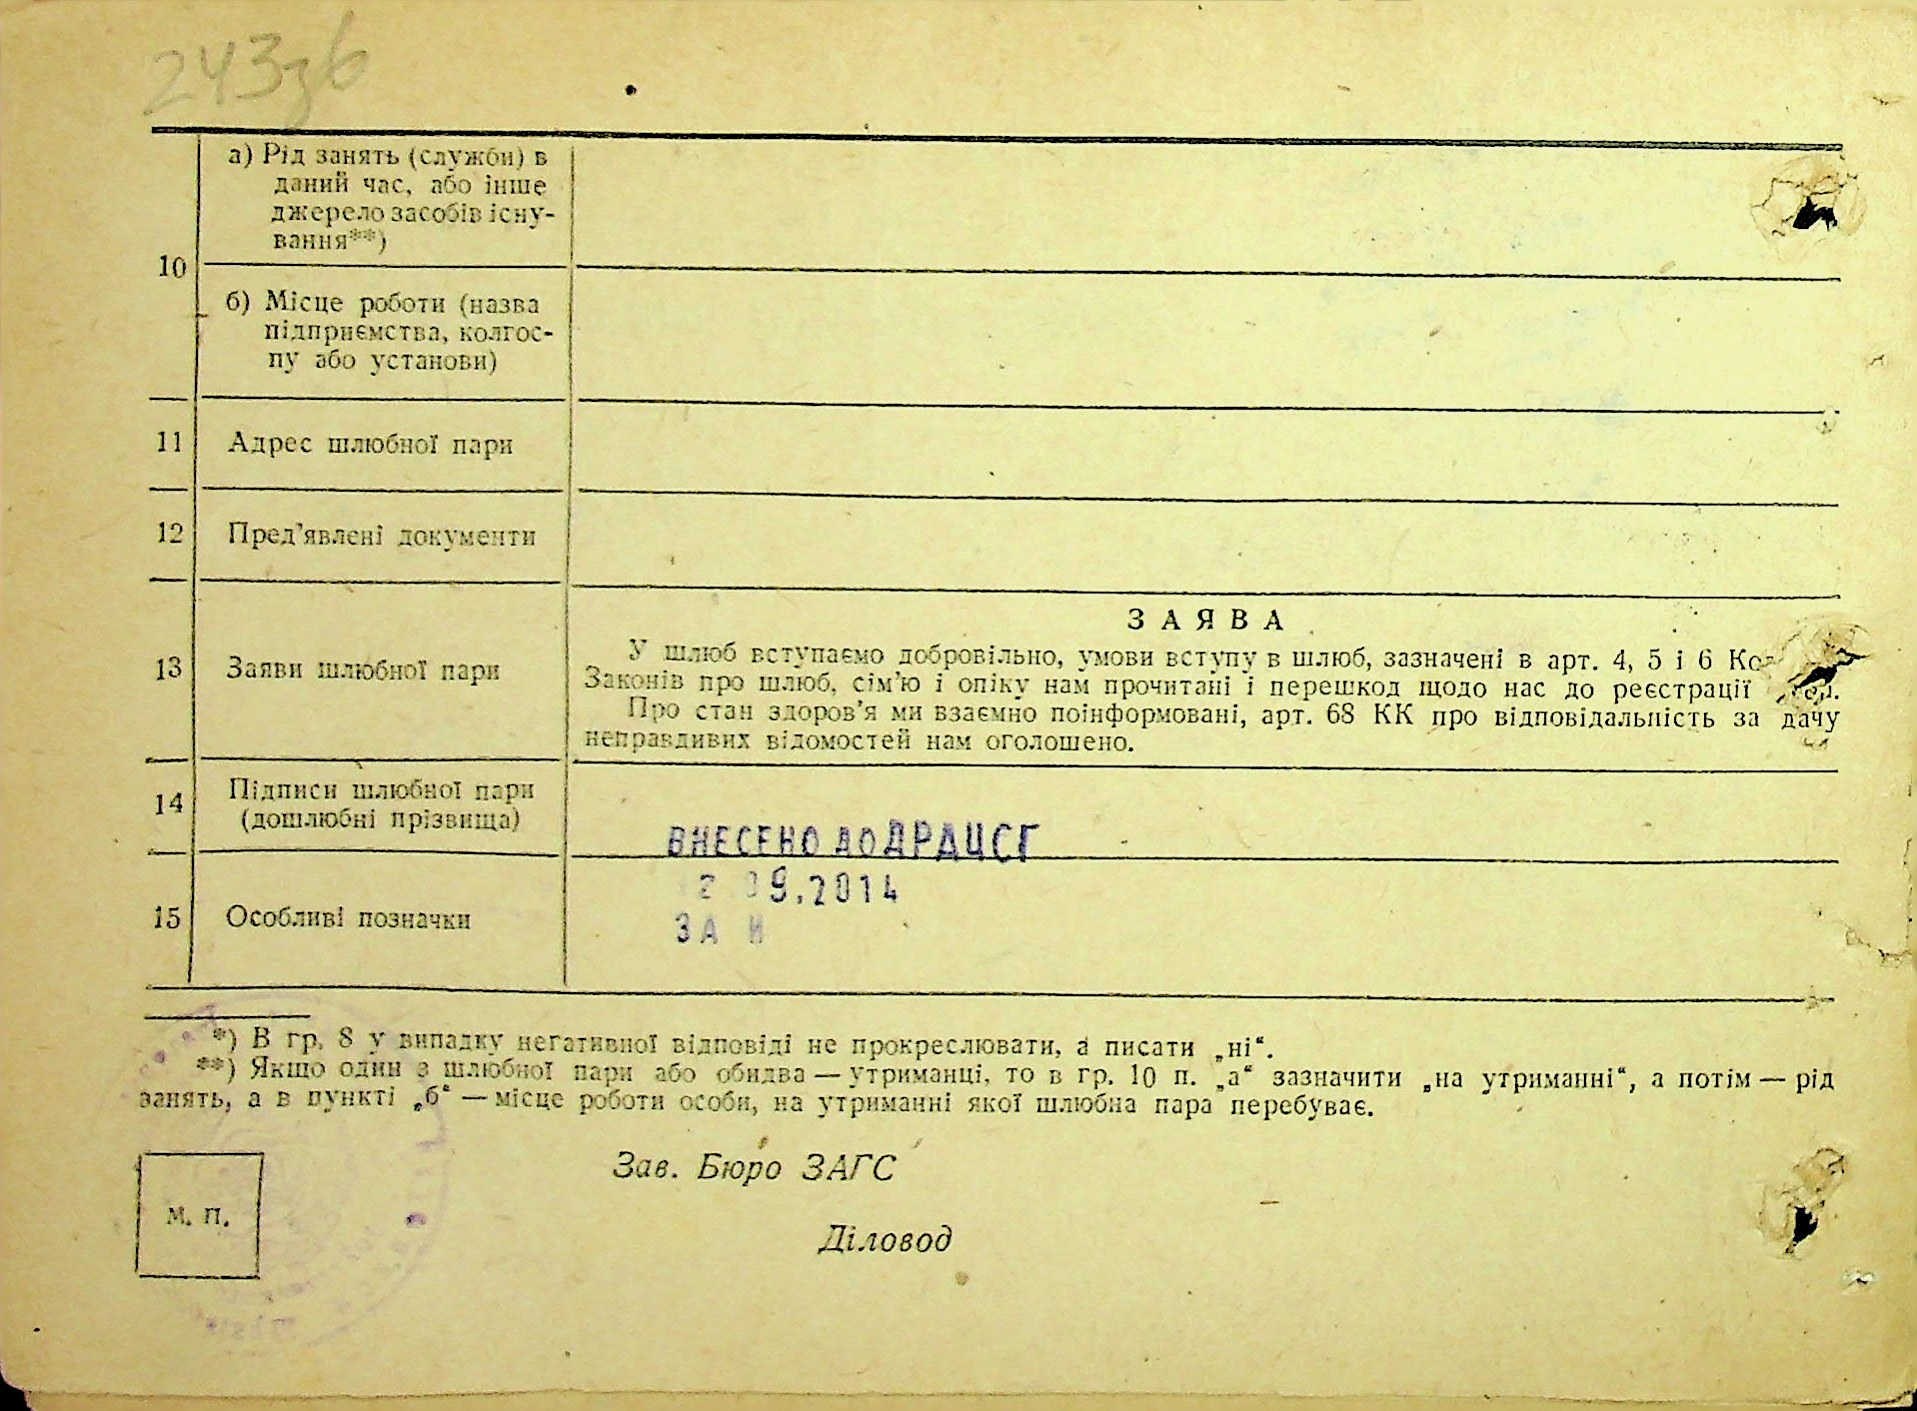 243зб
а) Рід занять (служби) в
даний час, або інше
джерело засобів існу-
вання**)
10
б) Місце роботи (назва
підприємства, колгос-
пу або установи)
11 Адрес шлюбної пари
12 Пред'явлені документи
ЗАЯВА
13 Заяви шлюбної пари
У шлюб вступаємо добровільно, умови вступу в шлюб, зазначені в арт. 4, 5 і 6
Законів про шлюб, сім'ю і опіку нам прочитані і перешкод щодо нас до реєстрації
Про стан здоров'я ми взаємно поінформовані, арт. 68 КК про відповідальність за дачу
неправдивих відомостей нам оголошено.
14 Підписи шлюбної пари
(дошлюбні прізвища)
ВНЕСЕНО ДО ДРАЦСГ
9.2014
15 Особливі позначки
ЗА
*) В гр. 8 у випадку негативної відповіді не прокреслювати, а писати „ні“.
**) Якщо один з шлюбної пари або обидва — утриманці, то в гр. 10 п. „а“ зазначити „на утриманні“, а потім — рід
занять, а в пункті „б“ — місце роботи особи, на утриманні якої шлюбна пара перебуває.
Зав. Бюро ЗАГС
м. п.
Діловод